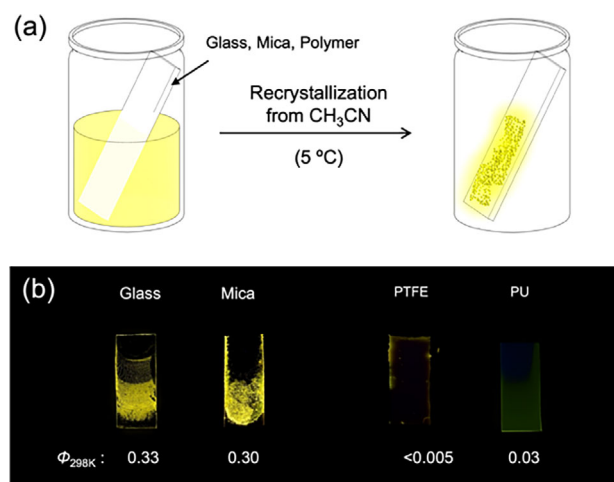 (a)
Glass, Mica, Polymer
Recrystallization
from CH₃CN
(5 ºC)
(b)
Glass Mica PTFE PU
Φ₂₉₈K : 0.33 0.30 <0.005 0.03